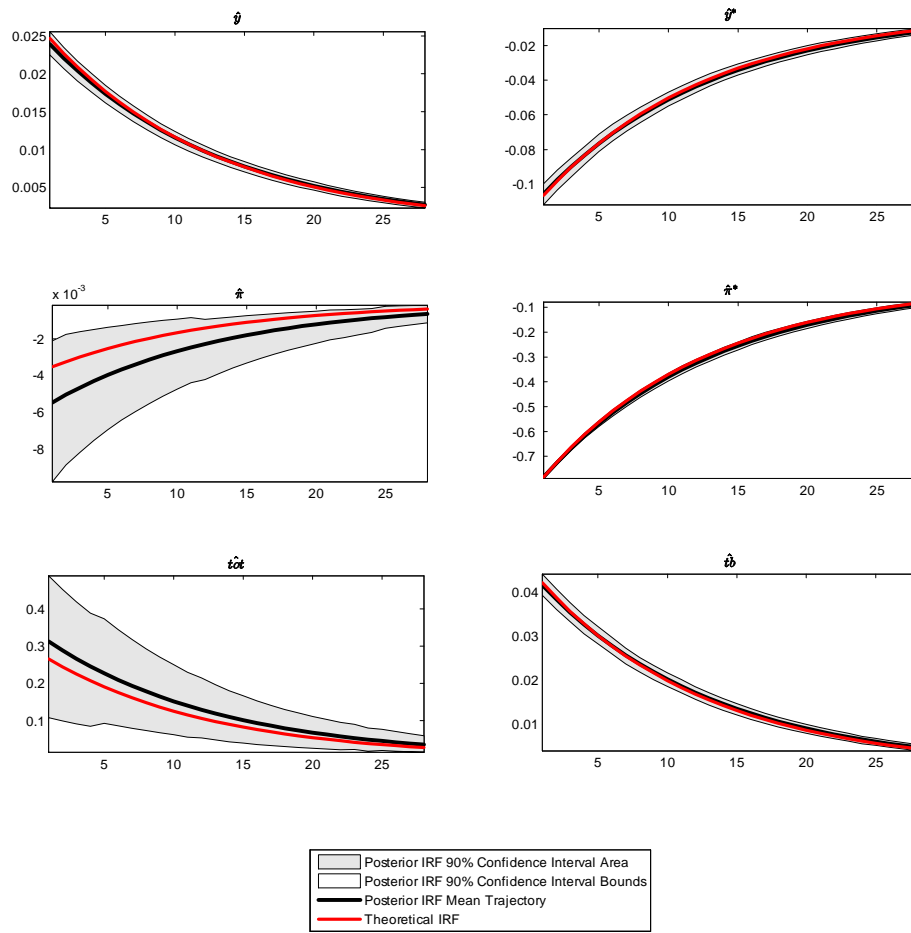 ŷ
0.025
0.02
0.015
0.01
0.005
5 10 15 20 25
ŷ*
-0.02
-0.04
-0.06
-0.08
-0.1
5 10 15 20 25
π̂
x 10⁻³
-2
-4
-6
-8
5 10 15 20 25
π̂*
-0.1
-0.2
-0.3
-0.4
-0.5
-0.6
-0.7
5 10 15 20 25
tôt
0.4
0.3
0.2
0.1
5 10 15 20 25
tb̂
0.04
0.03
0.02
0.01
5 10 15 20 25
Posterior IRF 90% Confidence Interval Area
Posterior IRF 90% Confidence Interval Bounds
Posterior IRF Mean Trajectory
Theoretical IRF